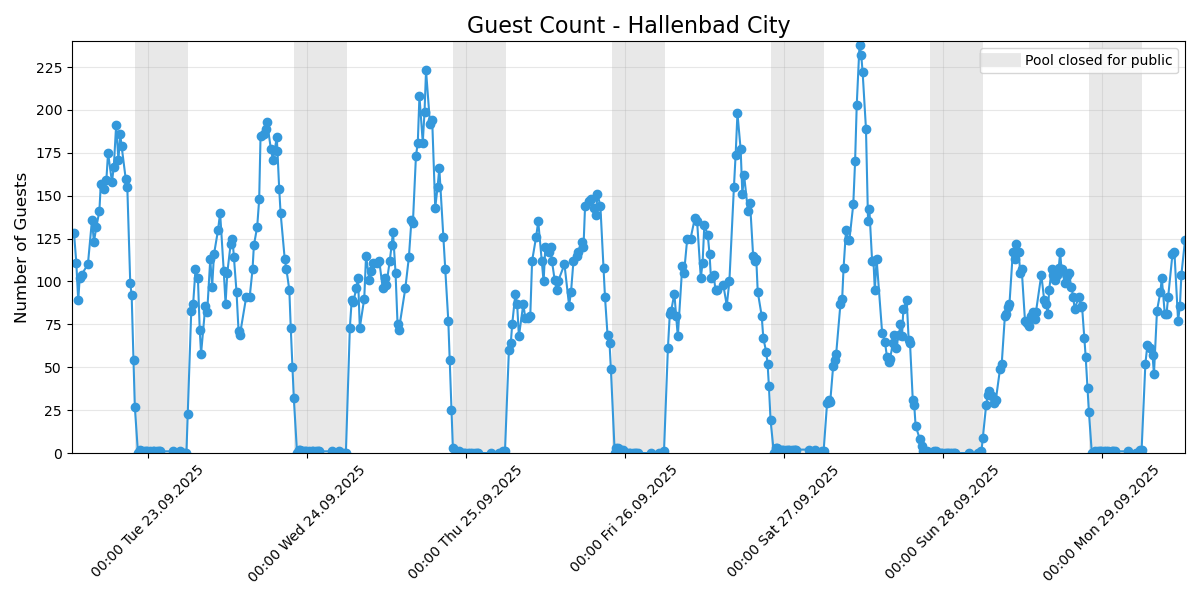 Guest Count - Hallenbad City
Pool closed for public
Number of Guests
225
200
175
150
125
100
75
50
25
0
00:00 Tue 23.09.2025
00:00 Wed 24.09.2025
00:00 Thu 25.09.2025
00:00 Fri 26.09.2025
00:00 Sat 27.09.2025
00:00 Sun 28.09.2025
00:00 Mon 29.09.2025